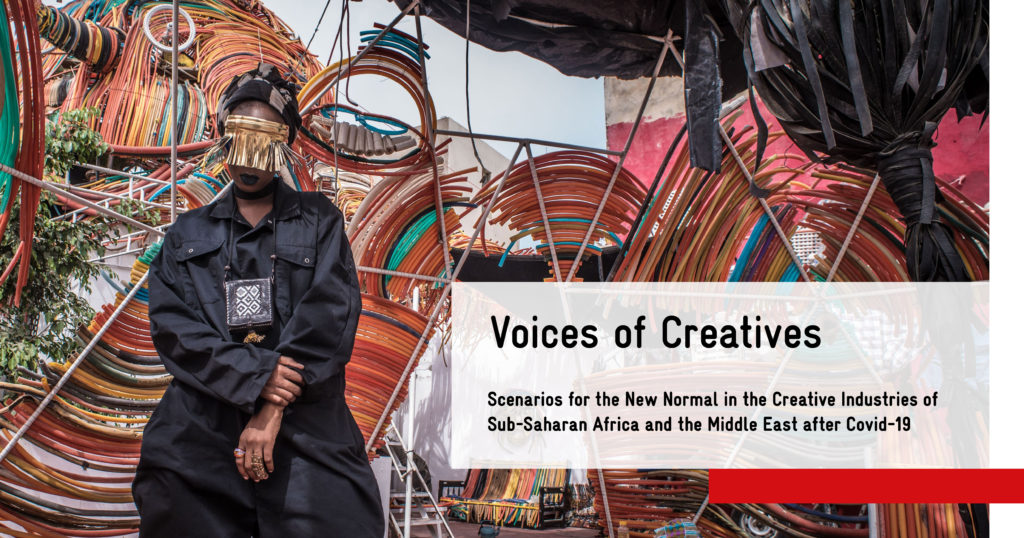 Voices of Creatives
Scenarios for the New Normal in the Creative Industries of
Sub-Saharan Africa and the Middle East after Covid-19